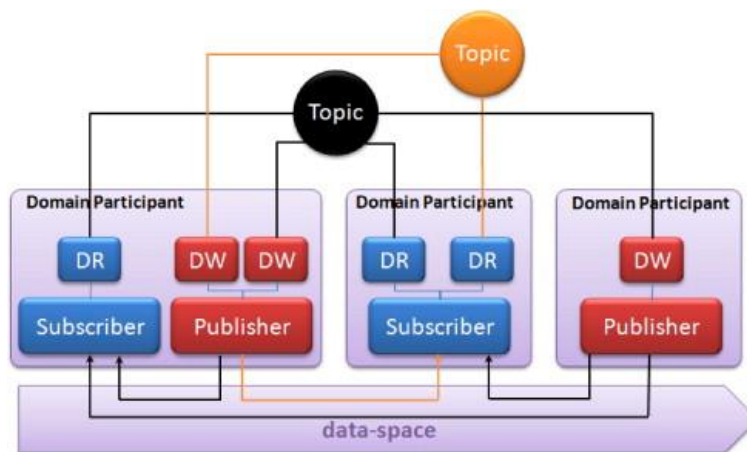 Topic
Topic
Domain Participant
Domain Participant
Domain Participant
DR
DW
DW
DR
DR
DW
Subscriber
Publisher
Subscriber
Publisher
data-space